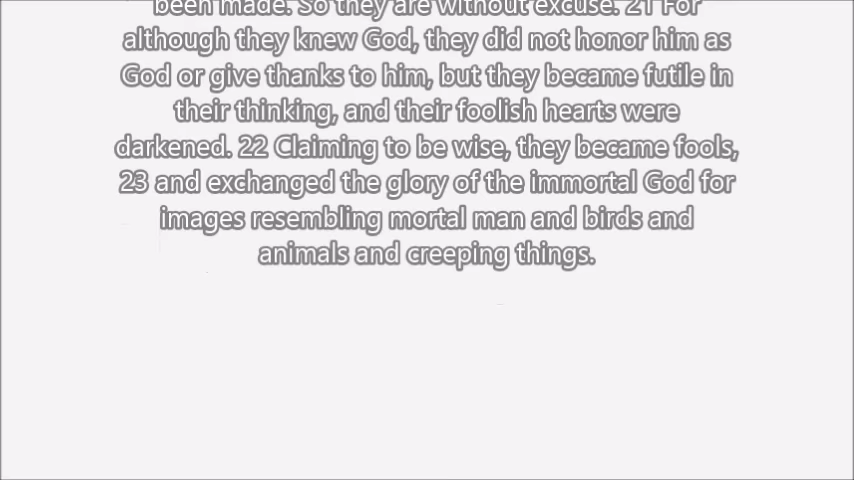 been made. So they are without excuse. 21 For
although they knew God, they did not honor him as
God or give thanks to him, but they became futile in
their thinking, and their foolish hearts were
darkened. 22 Claiming to be wise, they became fools,
23 and exchanged the glory of the immortal God for
images resembling mortal man and birds and
animals and creeping things.